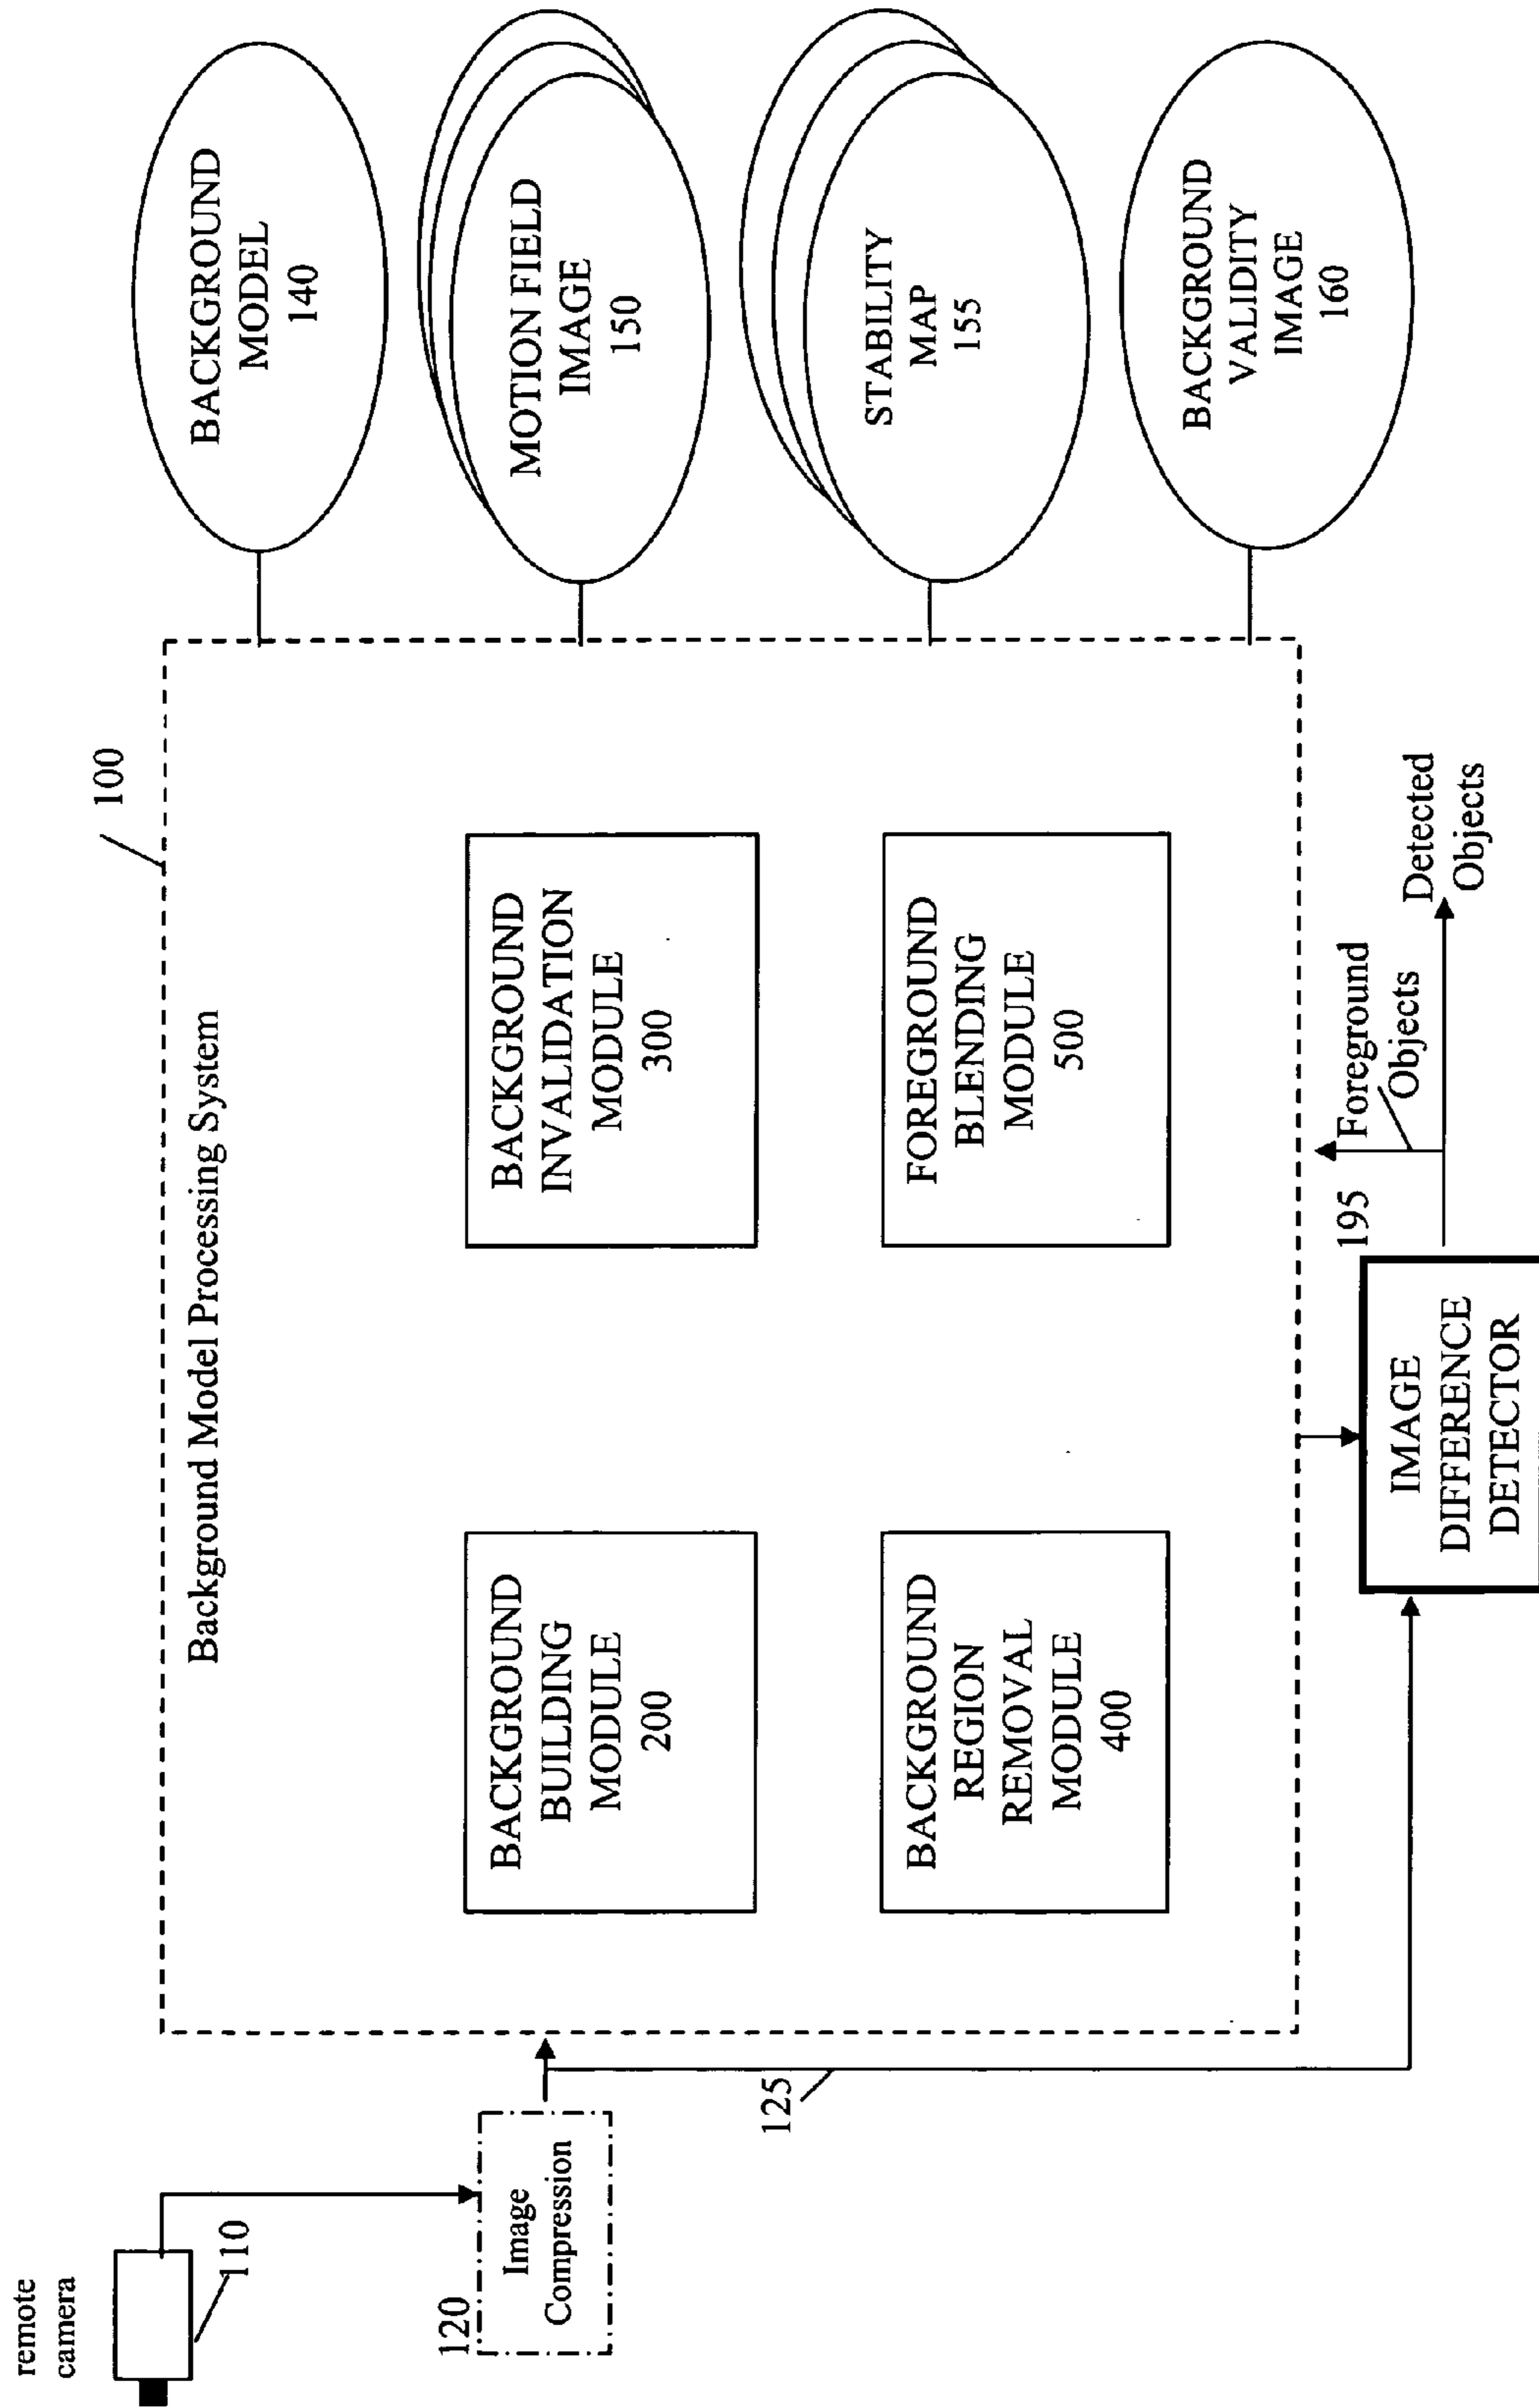 remote
camera
110
120
Image
Compression
125
100
Background Model Processing System
BACKGROUND
BUILDING
MODULE
200
BACKGROUND
INVALIDATION
MODULE
300
BACKGROUND
REGION
REMOVAL
MODULE
400
FOREGROUND
BLENDING
MODULE
500
BACKGROUND
MODEL
140
MOTION FIELD
IMAGE
150
STABILITY
MAP
155
BACKGROUND
VALIDITY
IMAGE
160
195
IMAGE
DIFFERENCE
DETECTOR
Foreground
Objects
Detected
Objects